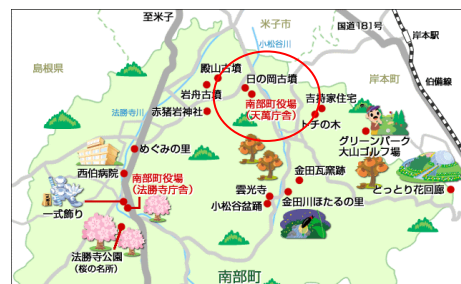 至米子
米子市
国道181号
岸本駅
小松谷川
殿山古墳
日の岡古墳
岸本町
伯備線
島根県
岩舟古墳
南部町役場
(天萬庁舎)
吉持家住宅
法勝寺川
赤猪岩神社
トチの木
グリーンパーク
大山ゴルフ場
めぐみの里
西伯病院
南部町役場
(法勝寺庁舎)
金田瓦窯跡
とっとり花回廊
一式飾り
雲光寺
小松谷盆踊
金田川ほたるの里
法勝寺公園
(桜の名所)
南部町